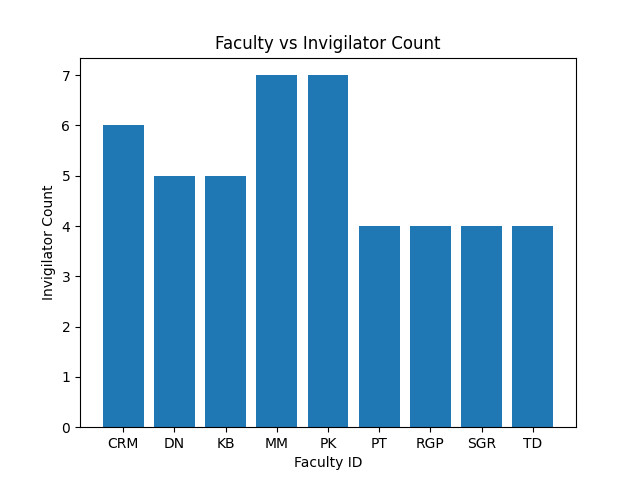 Faculty vs Invigilator Count
Invigilator Count
7
6
5
4
3
2
1
0
CRM DN KB MM PK PT RGP SGR TD
Faculty ID